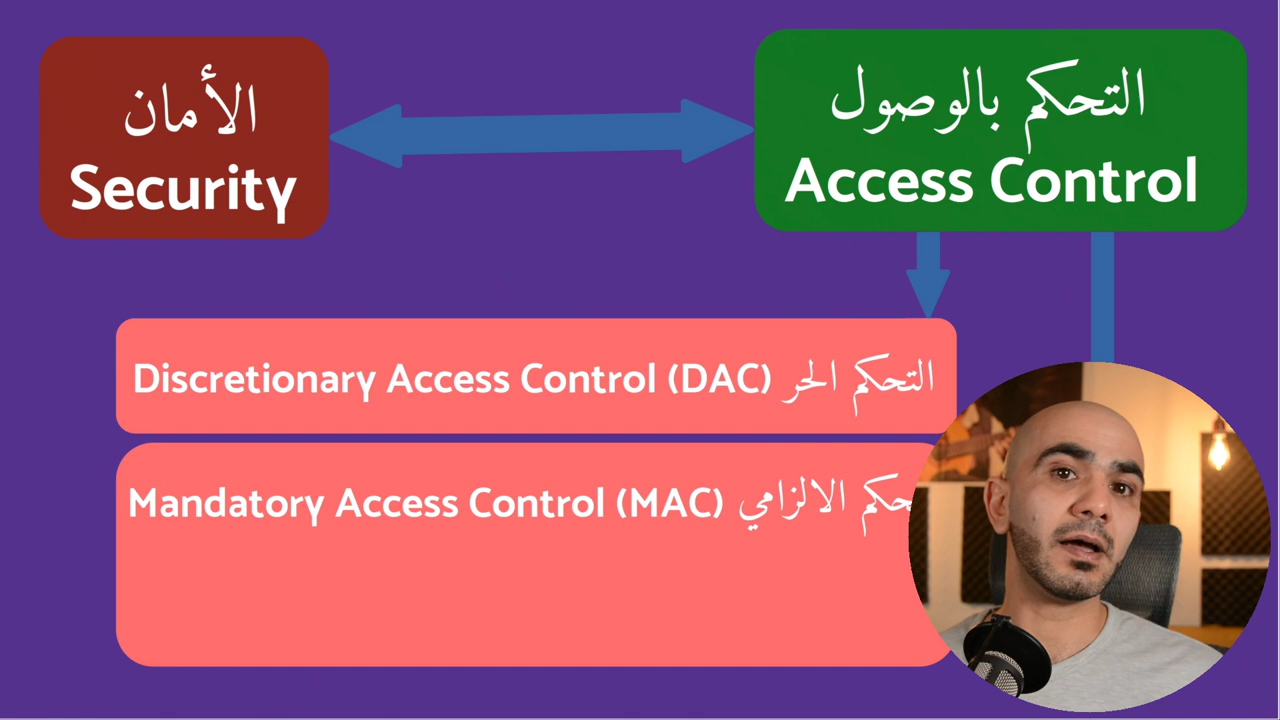 الأمان
Security
التحكم بالوصول
Access Control
Discretionary Access Control (DAC) التحكم الحر
Mandatory Access Control (MAC) الالزامي